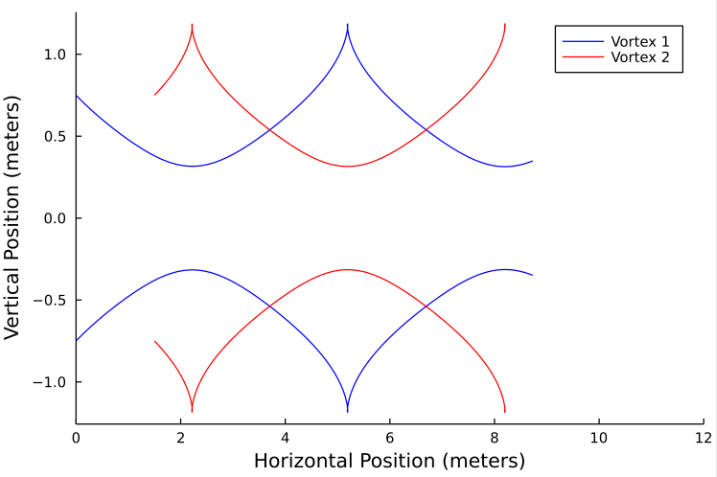 Vortex 1
Vortex 2
1.0
0.5
0.0
−0.5
−1.0
Vertical Position (meters)
0 2 4 6 8 10 12
Horizontal Position (meters)